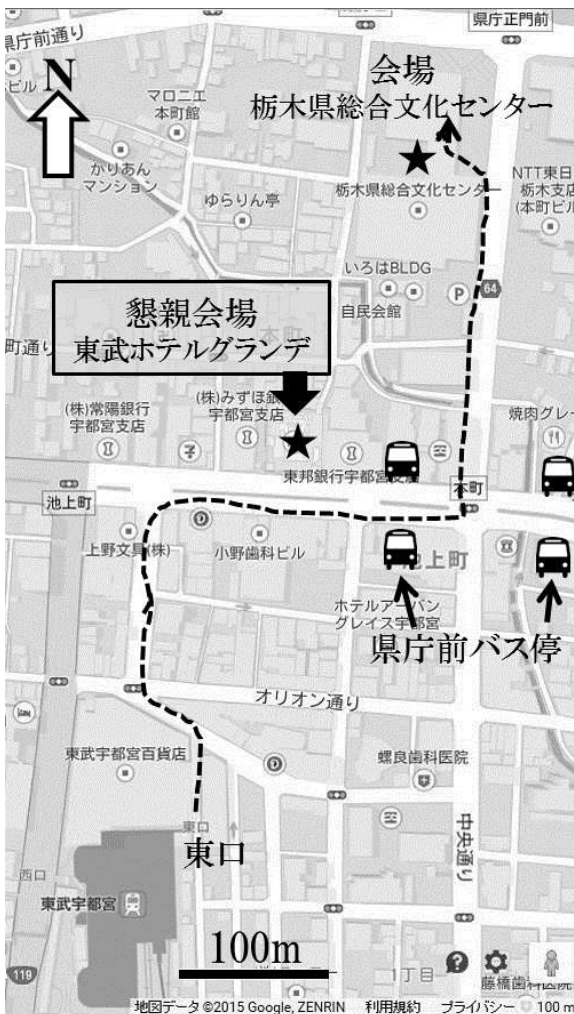 県庁正門前
県庁前通り
ビル
N
マロニエ
本町館
会場
栃木県総合文化センター
かりあん
マンション
ゆらりん亭
栃木県総合文化センター
NTT東日
栃木支店
(本町ビル
いろはBLDG
自民会館
P
64
懇親会場
東武ホテルグランデ
本町
町通り
(株)常陽銀行
宇都宮支店
(株)みずほ銀
宇都宮支店
焼肉グレー
東邦銀行宇都宮支店
本町
池上町
上野文具(株)
小野歯科ビル
池上町
ホテルアーバン
グレイス宇都宮
県庁前バス停
オリオン通り
東武宇都宮百貨店
螺良歯科医院
中央通り
東口
東口
西口
東武宇都宮
100m
119
1丁目
藤橋歯科医院
地図データ ©2015 Google, ZENRIN 利用規約 プライバシー 100 m